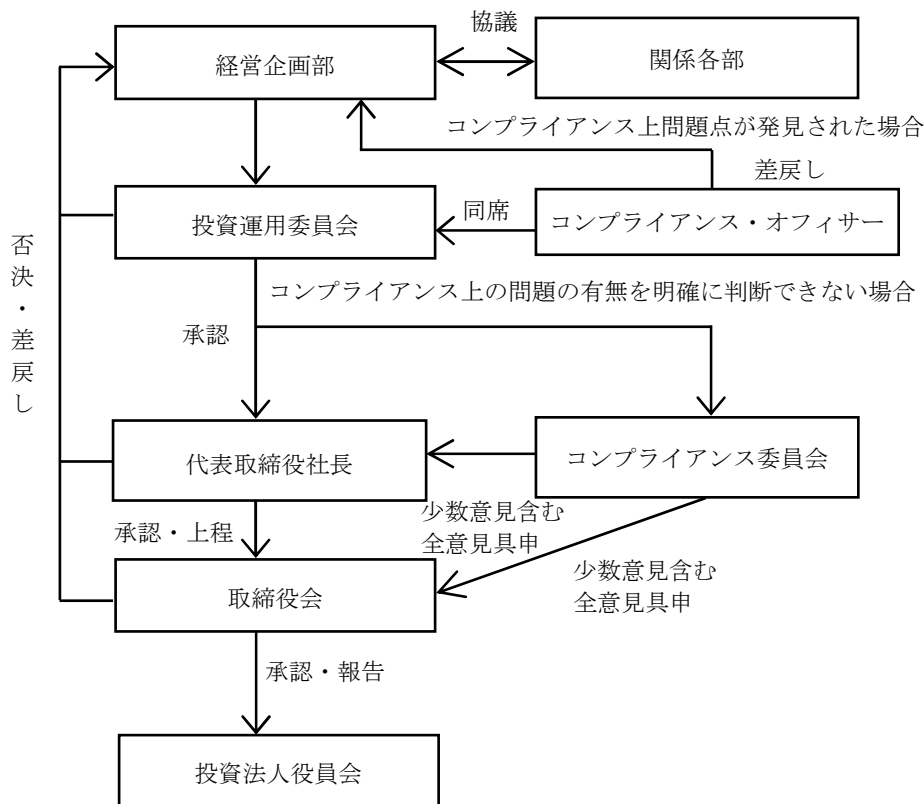 協議
経営企画部
関係各部
コンプライアンス上問題点が発見された場合
差戻し
投資運用委員会
同席
コンプライアンス・オフィサー
否決・差戻し
コンプライアンス上の問題の有無を明確に判断できない場合
承認
代表取締役社長
コンプライアンス委員会
少数意見含む
全意見具申
承認・上程
少数意見含む
全意見具申
取締役会
承認・報告
投資法人役員会